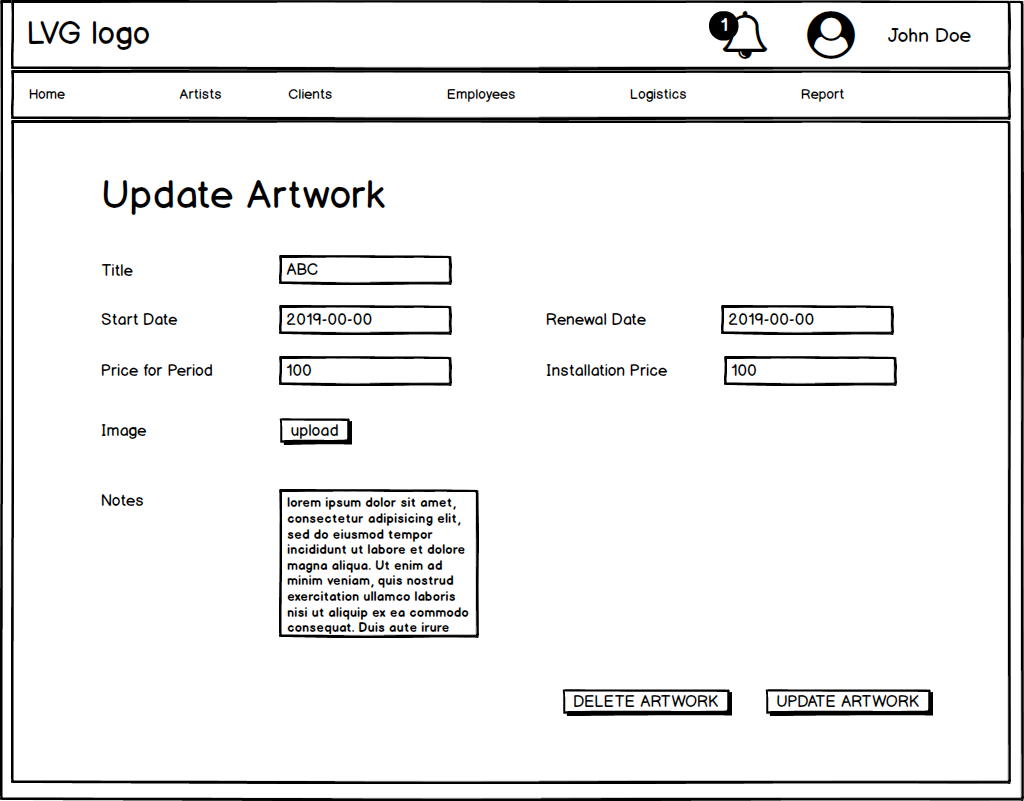 LVG logo
1
John Doe
Home Artists Clients Employees Logistics Report
Update Artwork
Title ABC
Start Date 2019-00-00 Renewal Date 2019-00-00
Price for Period 100 Installation Price 100
Image upload
Notes
lorem ipsum dolor sit amet,
consectetur adipisicing elit,
sed do eiusmod tempor
incididunt ut labore et dolore
magna aliqua. Ut enim ad
minim veniam, quis nostrud
exercitation ullamco laboris
nisi ut aliquip ex ea commodo
consequat. Duis aute irure
DELETE ARTWORK UPDATE ARTWORK